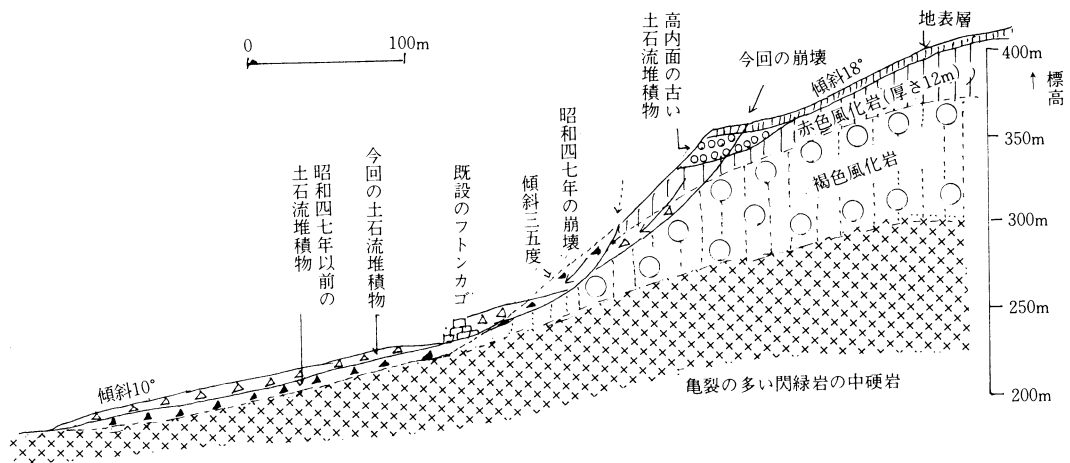 0
100m
地表層
400m
標高
↑
350m
300m
250m
200m
今回の崩壊
傾斜18°
赤色風化岩(厚さ12m)
褐色風化岩
高内面の古い
土石流堆積物
昭和四七年の崩壊
傾斜三五度
既設のフトンカゴ
今回の土石流堆積物
昭和四七年以前の
土石流堆積物
傾斜10°
亀裂の多い閃緑岩の中硬岩